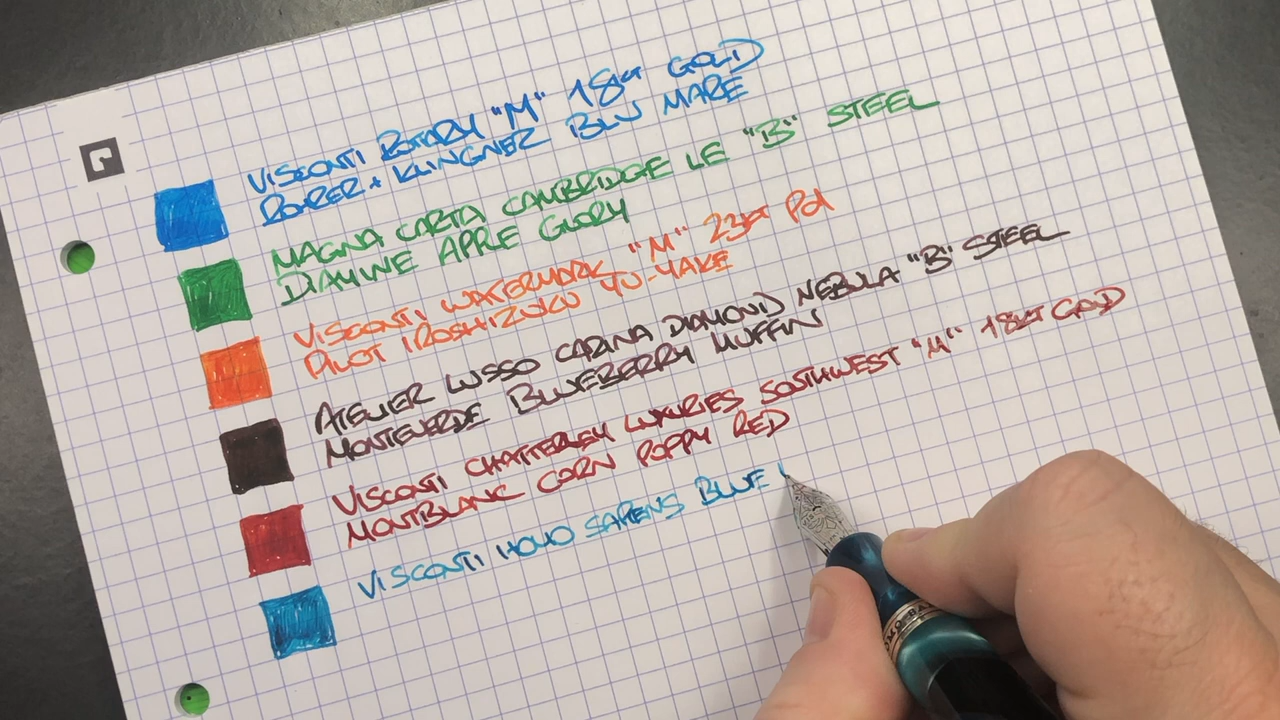 VISCONTI ROTARY "M" 18KT GOLD
ROHRER + KLINGNER BLU MARE
MAGNA CARTA CAMBRIDGE LE "B" STEEL
DIAMINE APPLE GLORY
VISCONTI WATERMARK "M" 23KT Pd
PILOT IROSHIZUKU YU-YAKE
ATELIER LUSSO CARINA DIAMOND NEBULA "B" STEEL
MONTEVERDE BLUEBERRY MUFFIN
VISCONTI CHATTERLEY LUXURIES SOUTHWEST "M" 18KT GOLD
MONTBLANC CORN POPPY RED
VISCONTI HOMO SAPIENS BLUE